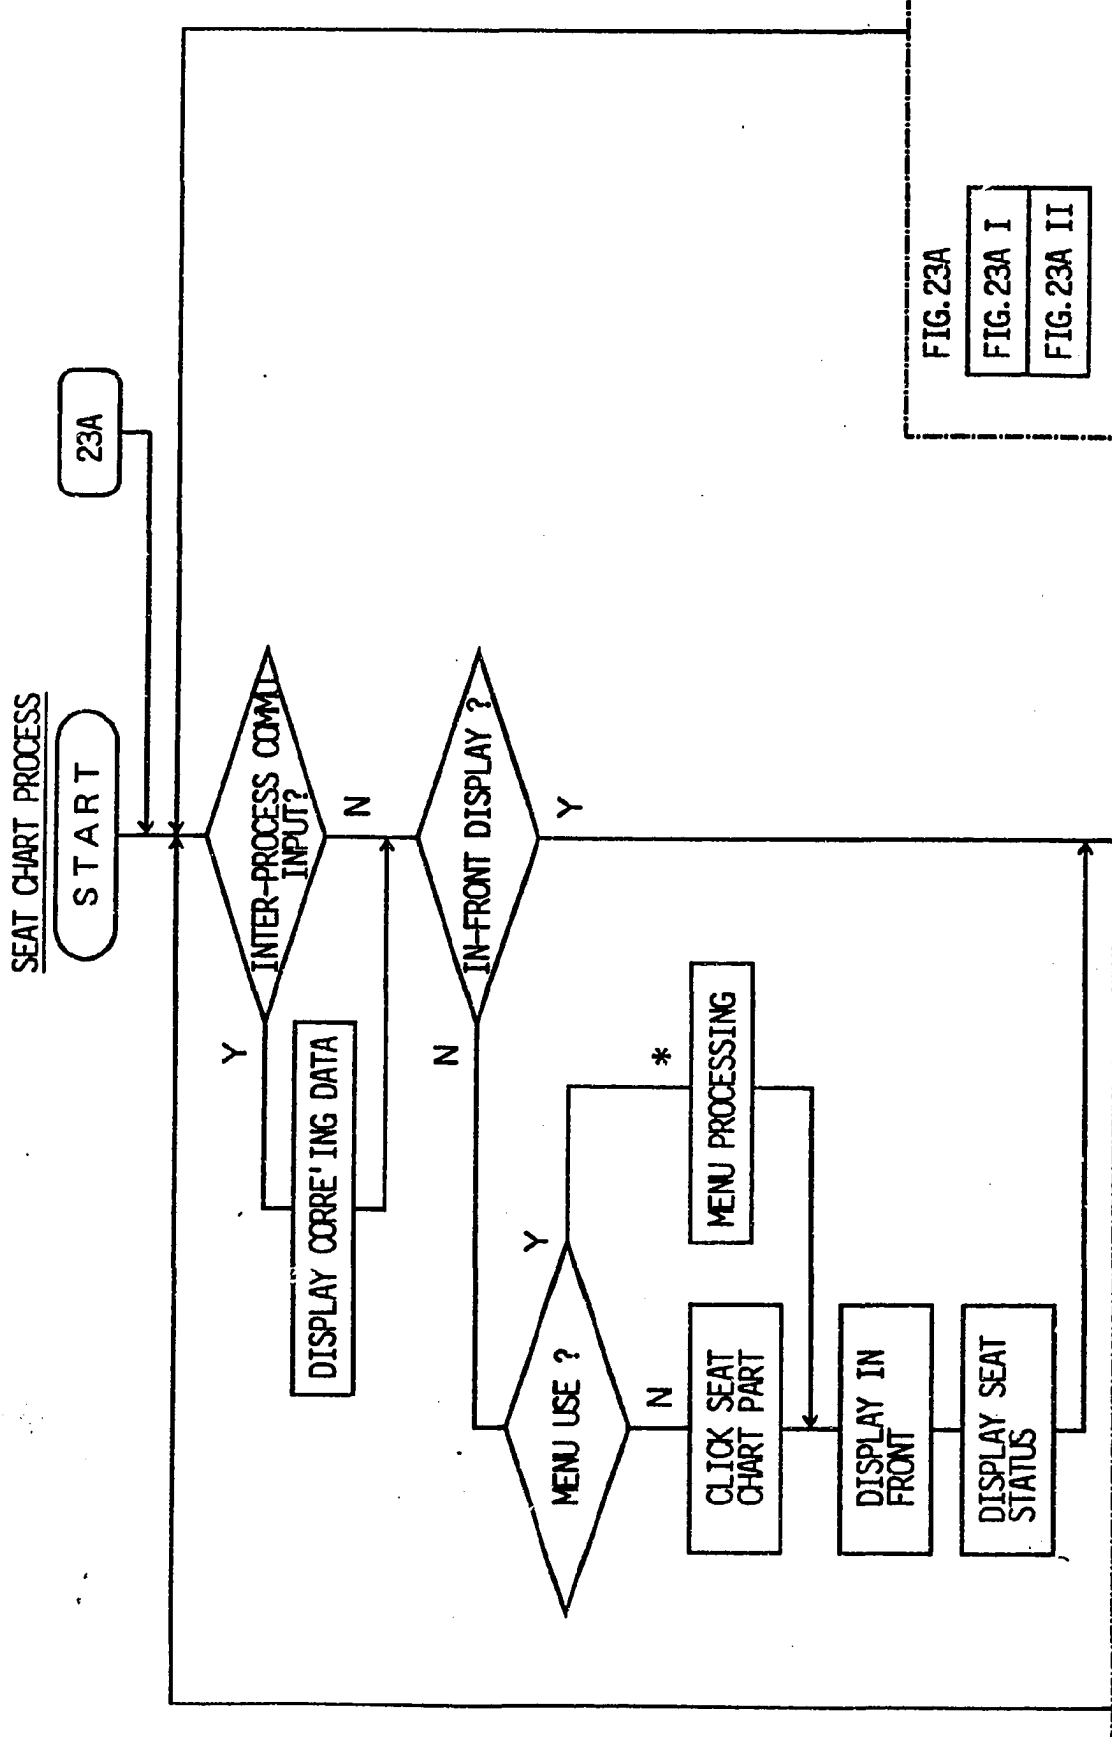 SEAT CHART PROCESS
START
23A
INTER-PROCESS COMMU
INPUT?
Y
N
DISPLAY CORRE'ING DATA
IN-FRONT DISPLAY ?
N
Y
MENU USE ?
Y
*
N
MENU PROCESSING
CLICK SEAT
CHART PART
DISPLAY IN
FRONT
DISPLAY SEAT
STATUS
FIG.23A
FIG.23A I
FIG.23A II